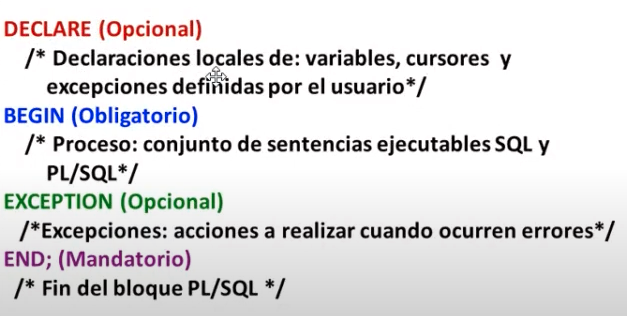 DECLARE (Opcional)
/* Declaraciones locales de: variables, cursores y
excepciones definidas por el usuario*/
BEGIN (Obligatorio)
/* Proceso: conjunto de sentencias ejecutables SQL y
PL/SQL*/
EXCEPTION (Opcional)
/*Excepciones: acciones a realizar cuando ocurren errores*/
END; (Mandatorio)
/* Fin del bloque PL/SQL */